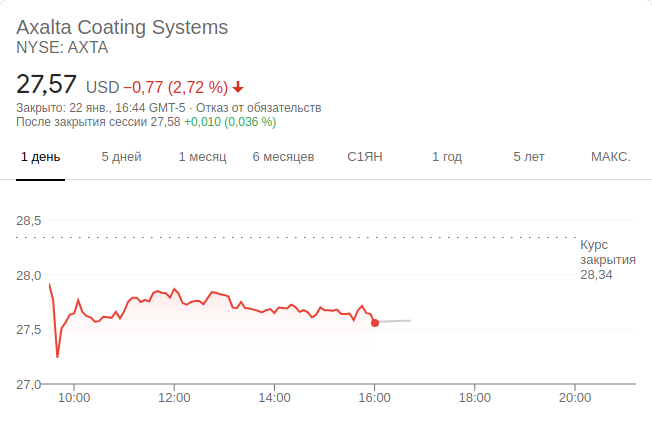 Axalta Coating Systems
NYSE: AXTA
27,57 USD −0,77 (2,72 %)
Закрыто: 22 янв., 16:44 GMT-5 · Отказ от обязательств
После закрытия сессии 27,58 +0,010 (0,036 %)
1 день 5 дней 1 месяц 6 месяцев С1ЯН 1 год 5 лет МАКС.
28,5
Курс
закрытия
28,34
28,0
27,5
27,0
10:00 12:00 14:00 16:00 18:00 20:00